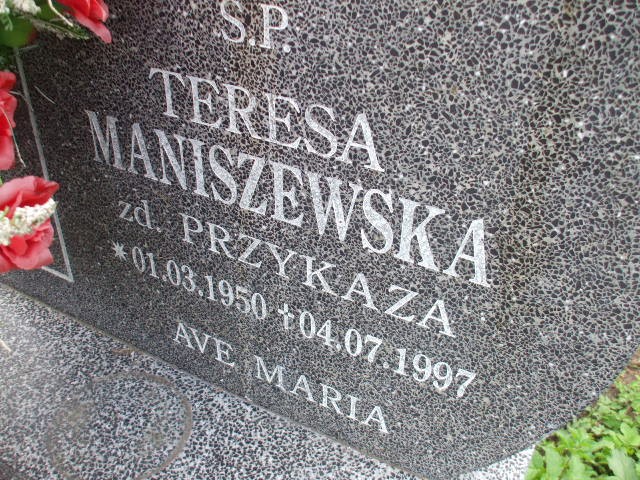 S.P.
TERESA
MANISZEWSKA
zd. PRZYKAZA
*01.03.1950 †04.07.1997
AVE MARIA